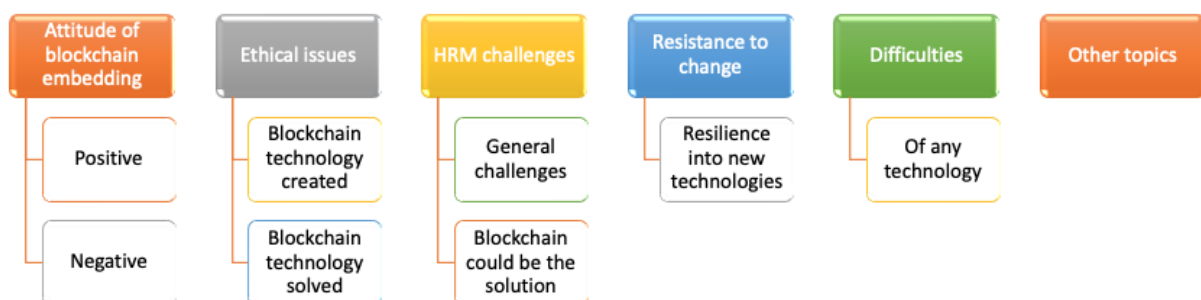 Attitude of
blockchain
embedding
Positive
Negative
Ethical issues
Blockchain
technology
created
Blockchain
technology
solved
HRM challenges
General
challenges
Blockchain
could be the
solution
Resistance to
change
Resilience
into new
technologies
Difficulties
Of any
technology
Other topics